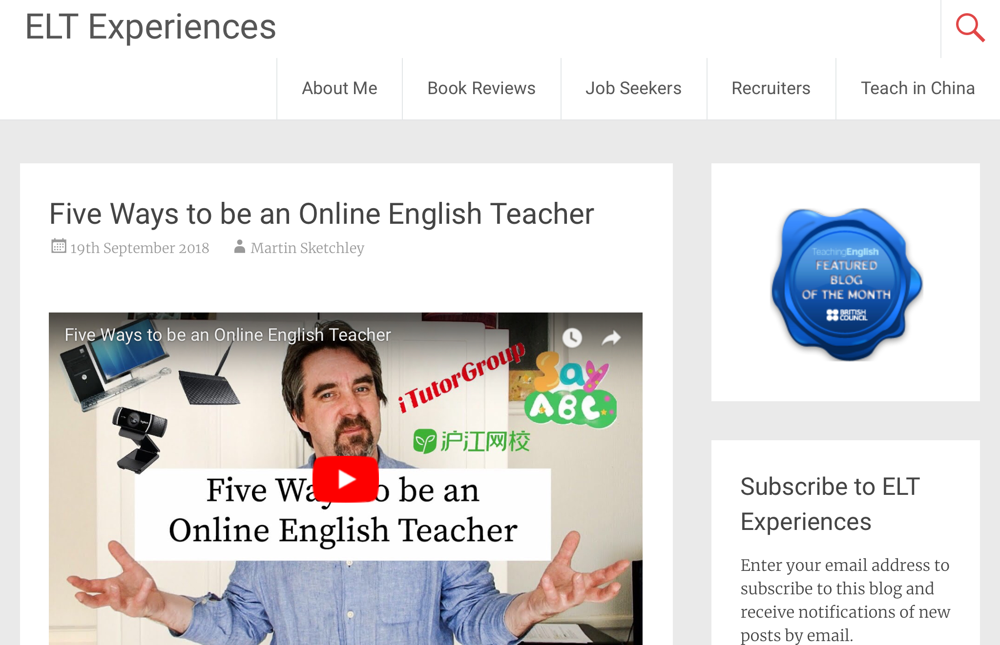 ELT Experiences
About Me
Book Reviews
Job Seekers
Recruiters
Teach in China
Five Ways to be an Online English Teacher
19th September 2018
Martin Sketchley
Five Ways to be an Online English Teacher
iTutorGroup
Say
ABC
沪江网校
Five Way to be an
Online English Teacher
TeachingEnglish
FEATURED
BLOG
OF THE MONTH
BRITISH
COUNCIL
Subscribe to ELT
Experiences
Enter your email address to
subscribe to this blog and
receive notifications of new
posts by email.